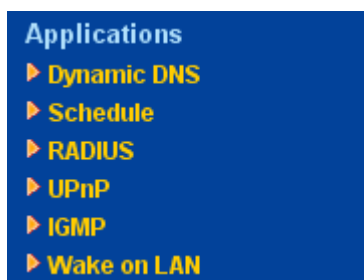 Applications
Dynamic DNS
Schedule
RADIUS
UPnP
IGMP
Wake on LAN